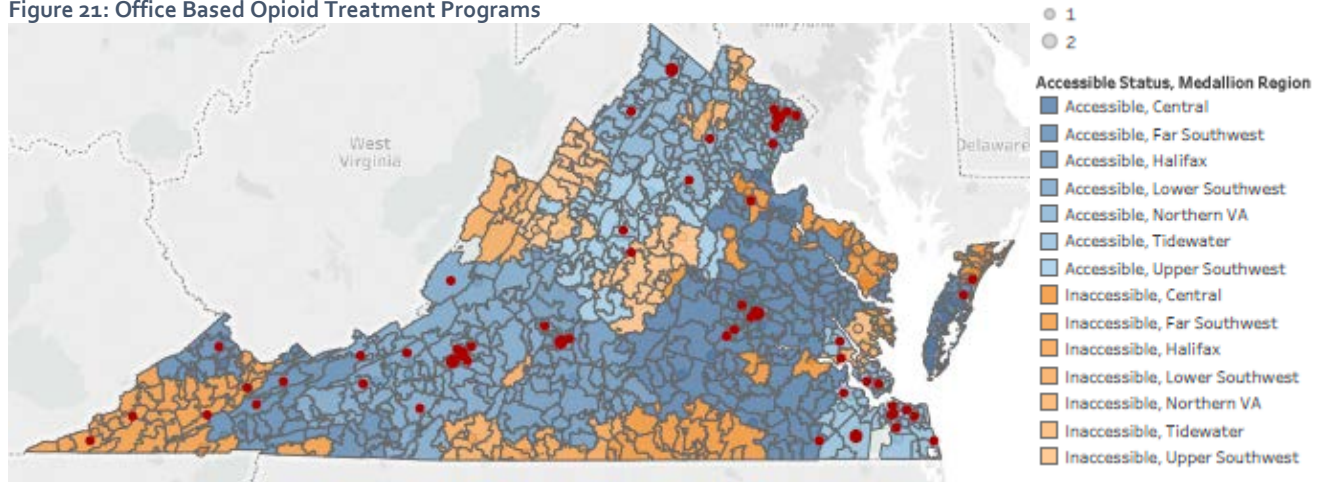 Figure 21: Office Based Opioid Treatment Programs
Maryland
1
2
Accessible Status, Medallion Region
Accessible, Central
Accessible, Far Southwest
Accessible, Halifax
Accessible, Lower Southwest
Accessible, Northern VA
Accessible, Tidewater
Accessible, Upper Southwest
Inaccessible, Central
Inaccessible, Far Southwest
Inaccessible, Halifax
Inaccessible, Lower Southwest
Inaccessible, Northern VA
Inaccessible, Tidewater
Inaccessible, Upper Southwest
West
Virginia
Delaware